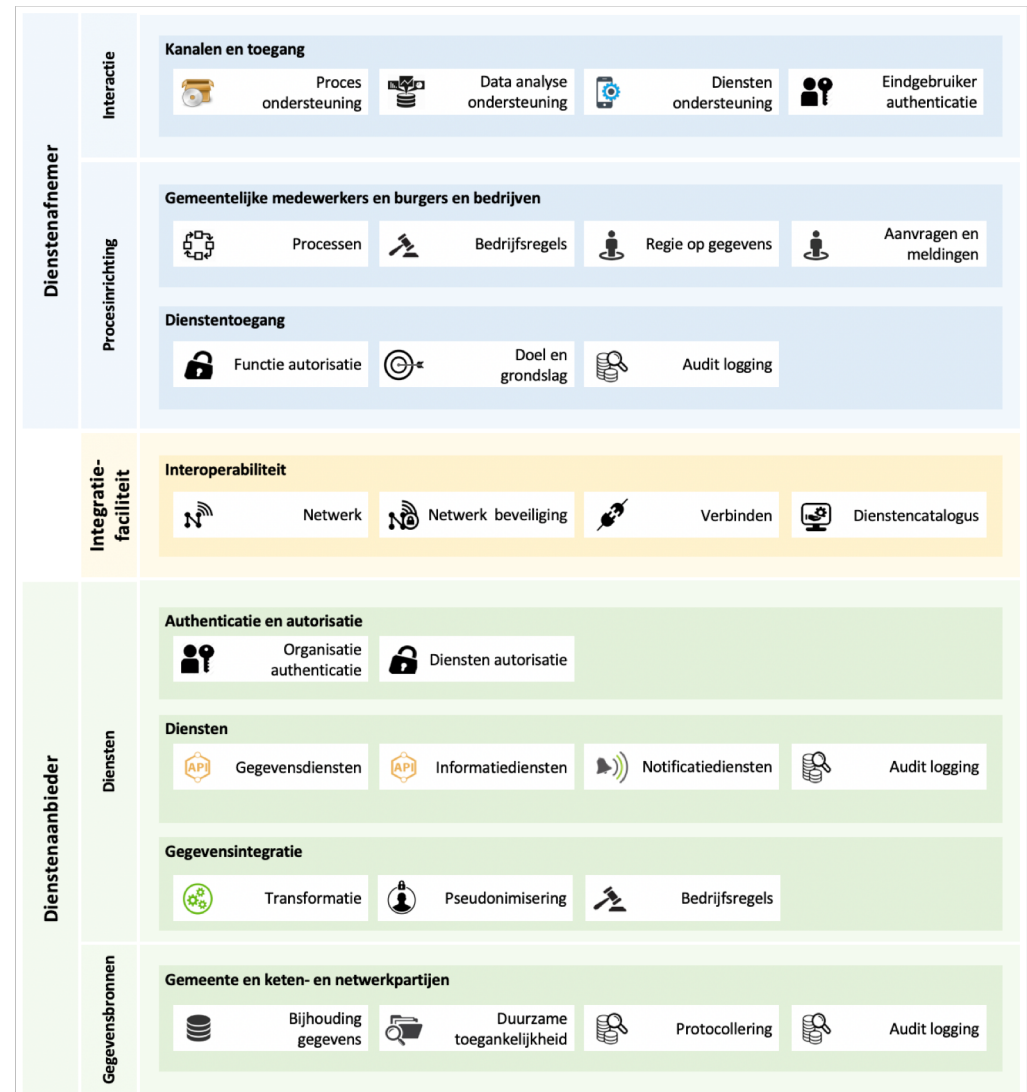 Dienstenafnemer
Interactie
Kanalen en toegang
Proces
ondersteuning
Data analyse
ondersteuning
Diensten
ondersteuning
Eindgebruiker
authenticatie
Procesinrichting
Gemeentelijke medewerkers en burgers en bedrijven
Processen
Bedrijfsregels
Regie op gegevens
Aanvragen en
meldingen
Dienstentoegang
Functie autorisatie
Doel en
grondslag
Audit logging
Integratie-
faciliteit
Interoperabiliteit
Netwerk
Netwerk beveiliging
Verbinden
Dienstencatalogus
Dienstenaanbieder
Diensten
Authenticatie en autorisatie
Organisatie
authenticatie
Diensten autorisatie
Diensten
API
Gegevensdiensten
API
Informatiediensten
Notificatiediensten
Audit logging
Gegevensintegratie
Transformatie
Pseudonimisering
Bedrijfsregels
Gegevensbronnen
Gemeente en keten- en netwerkpartijen
Bijhouding
gegevens
Duurzame
toegankelijkheid
Protocollering
Audit logging